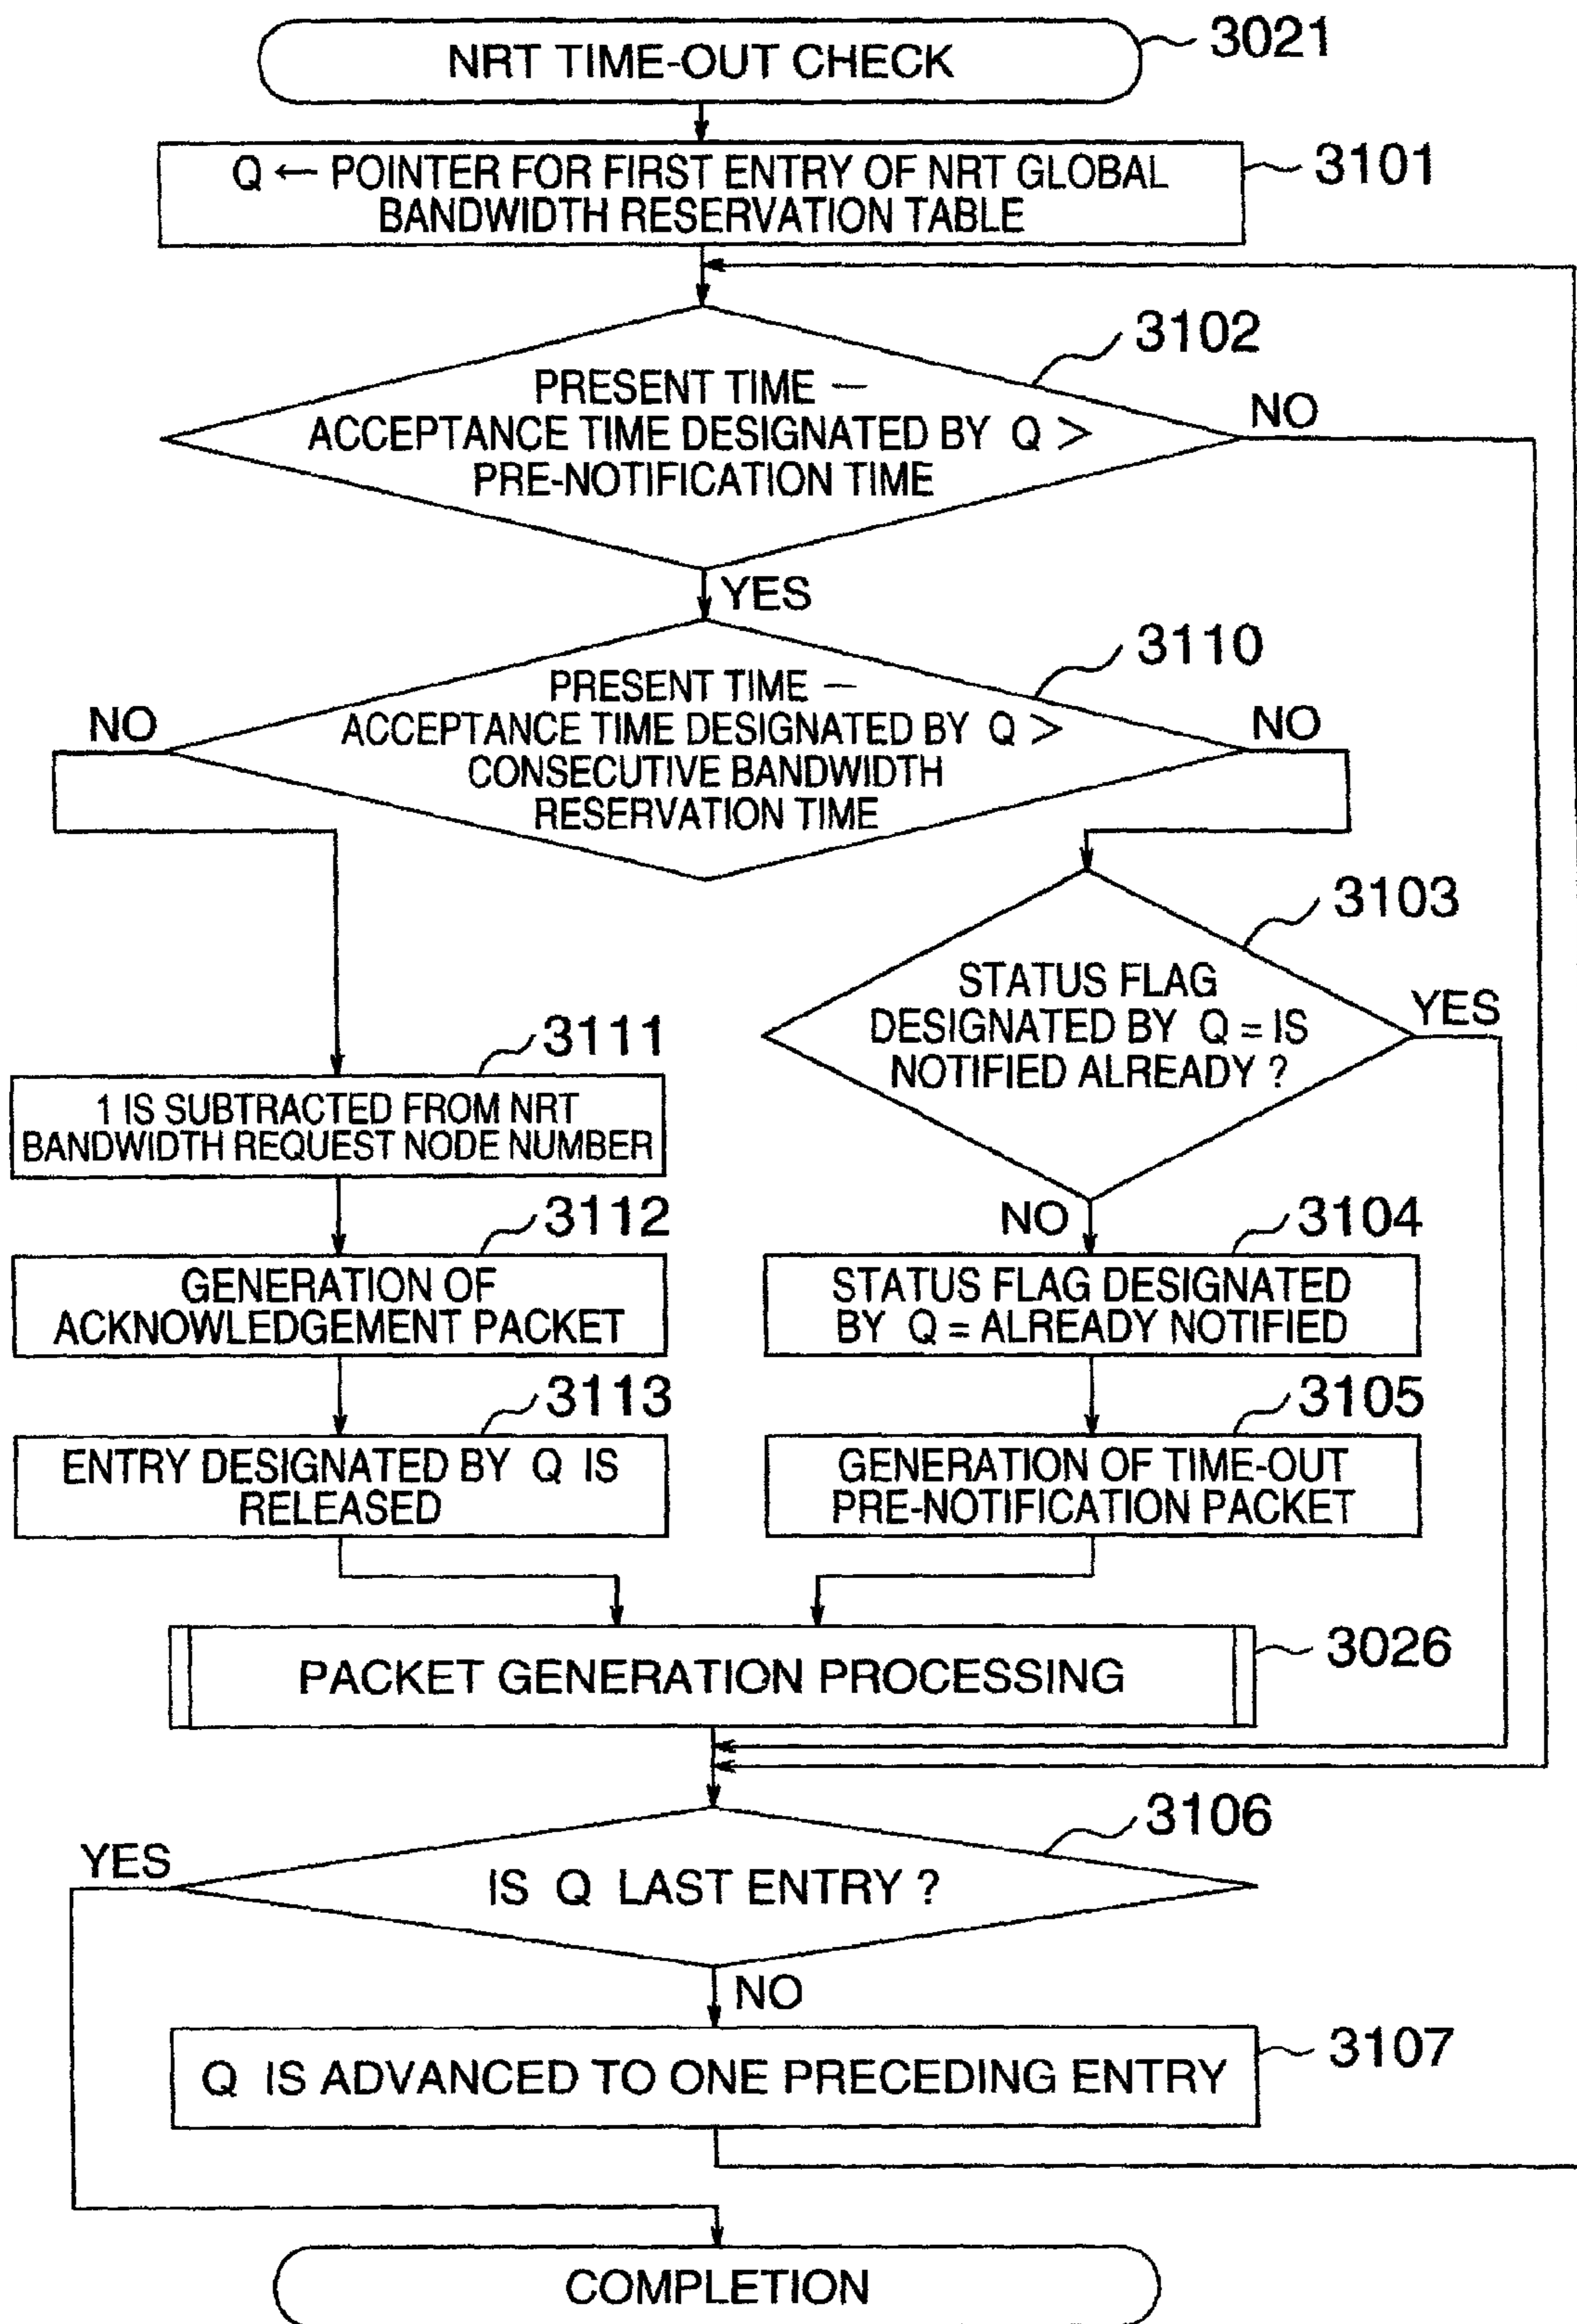 NRT TIME-OUT CHECK
3021
Q ← POINTER FOR FIRST ENTRY OF NRT GLOBAL
BANDWIDTH RESERVATION TABLE
3101
3102
PRESENT TIME —
ACCEPTANCE TIME DESIGNATED BY Q >
PRE-NOTIFICATION TIME
NO
YES
3110
PRESENT TIME —
ACCEPTANCE TIME DESIGNATED BY Q >
CONSECUTIVE BANDWIDTH
RESERVATION TIME
NO
NO
3103
STATUS FLAG
DESIGNATED BY Q = IS
NOTIFIED ALREADY ?
YES
NO
3111
1 IS SUBTRACTED FROM NRT
BANDWIDTH REQUEST NODE NUMBER
3112
GENERATION OF
ACKNOWLEDGEMENT PACKET
3113
ENTRY DESIGNATED BY Q IS
RELEASED
3104
STATUS FLAG DESIGNATED
BY Q = ALREADY NOTIFIED
3105
GENERATION OF TIME-OUT
PRE-NOTIFICATION PACKET
PACKET GENERATION PROCESSING
3026
3106
YES
IS Q LAST ENTRY ?
NO
Q IS ADVANCED TO ONE PRECEDING ENTRY
3107
COMPLETION